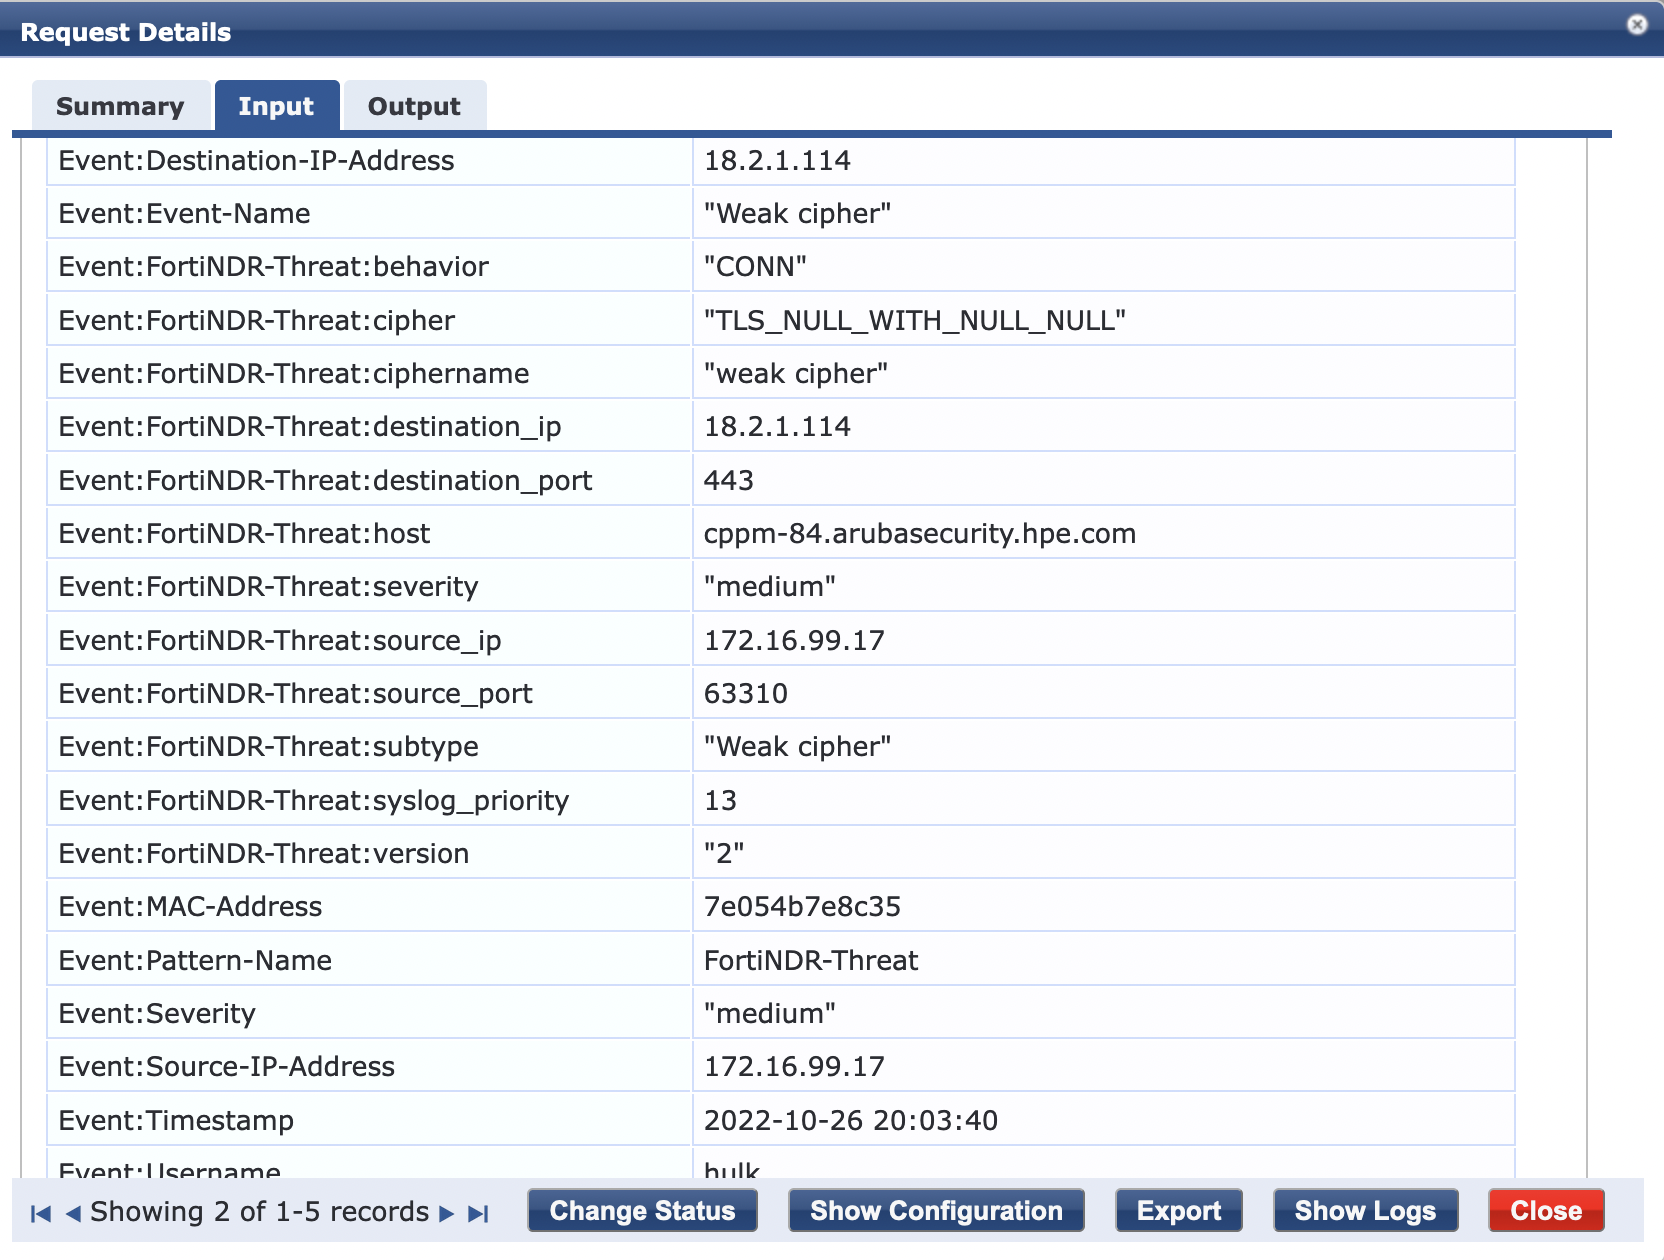 Request Details
Summary Input Output
Event:Destination-IP-Address 18.2.1.114
Event:Event-Name "Weak cipher"
Event:FortiNDR-Threat:behavior "CONN"
Event:FortiNDR-Threat:cipher "TLS_NULL_WITH_NULL_NULL"
Event:FortiNDR-Threat:ciphername "weak cipher"
Event:FortiNDR-Threat:destination_ip 18.2.1.114
Event:FortiNDR-Threat:destination_port 443
Event:FortiNDR-Threat:host cppm-84.arubasecurity.hpe.com
Event:FortiNDR-Threat:severity "medium"
Event:FortiNDR-Threat:source_ip 172.16.99.17
Event:FortiNDR-Threat:source_port 63310
Event:FortiNDR-Threat:subtype "Weak cipher"
Event:FortiNDR-Threat:syslog_priority 13
Event:FortiNDR-Threat:version "2"
Event:MAC-Address 7e054b7e8c35
Event:Pattern-Name FortiNDR-Threat
Event:Severity "medium"
Event:Source-IP-Address 172.16.99.17
Event:Timestamp 2022-10-26 20:03:40
Event:Username hulk
Showing 2 of 1-5 records Change Status Show Configuration Export Show Logs Close